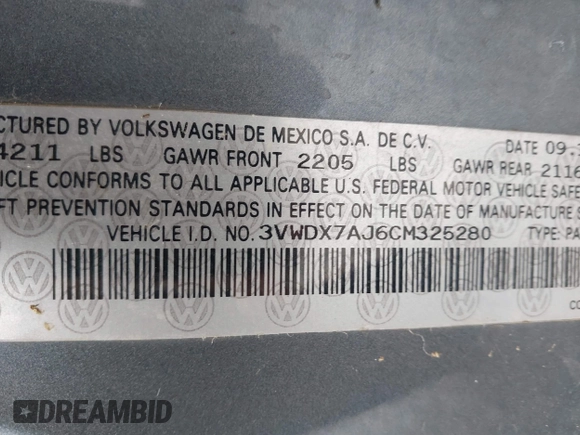 CTURED BY VOLKSWAGEN DE MEXICO S.A. DE C.V. DATE 09.
4211 LBS GAWR FRONT 2205 LBS GAWR REAR 2116
ICLE CONFORMS TO ALL APPLICABLE U.S. FEDERAL MOTOR VEHICLE SAFE
FT PREVENTION STANDARDS IN EFFECT ON THE DATE OF MANUFACTURE
VEHICLE I.D. NO. 3VWDX7AJ6CM325280 TYPE: PA
CO
DREAMBID